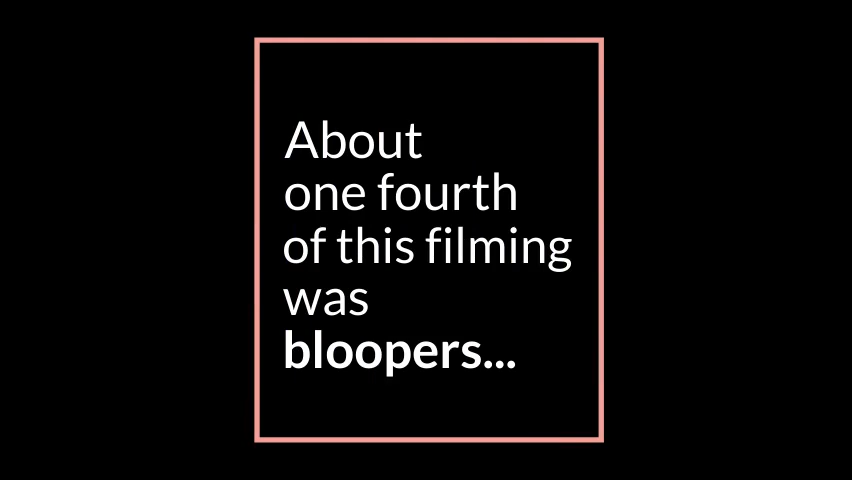 About
one fourth
of this filming
was
bloopers...